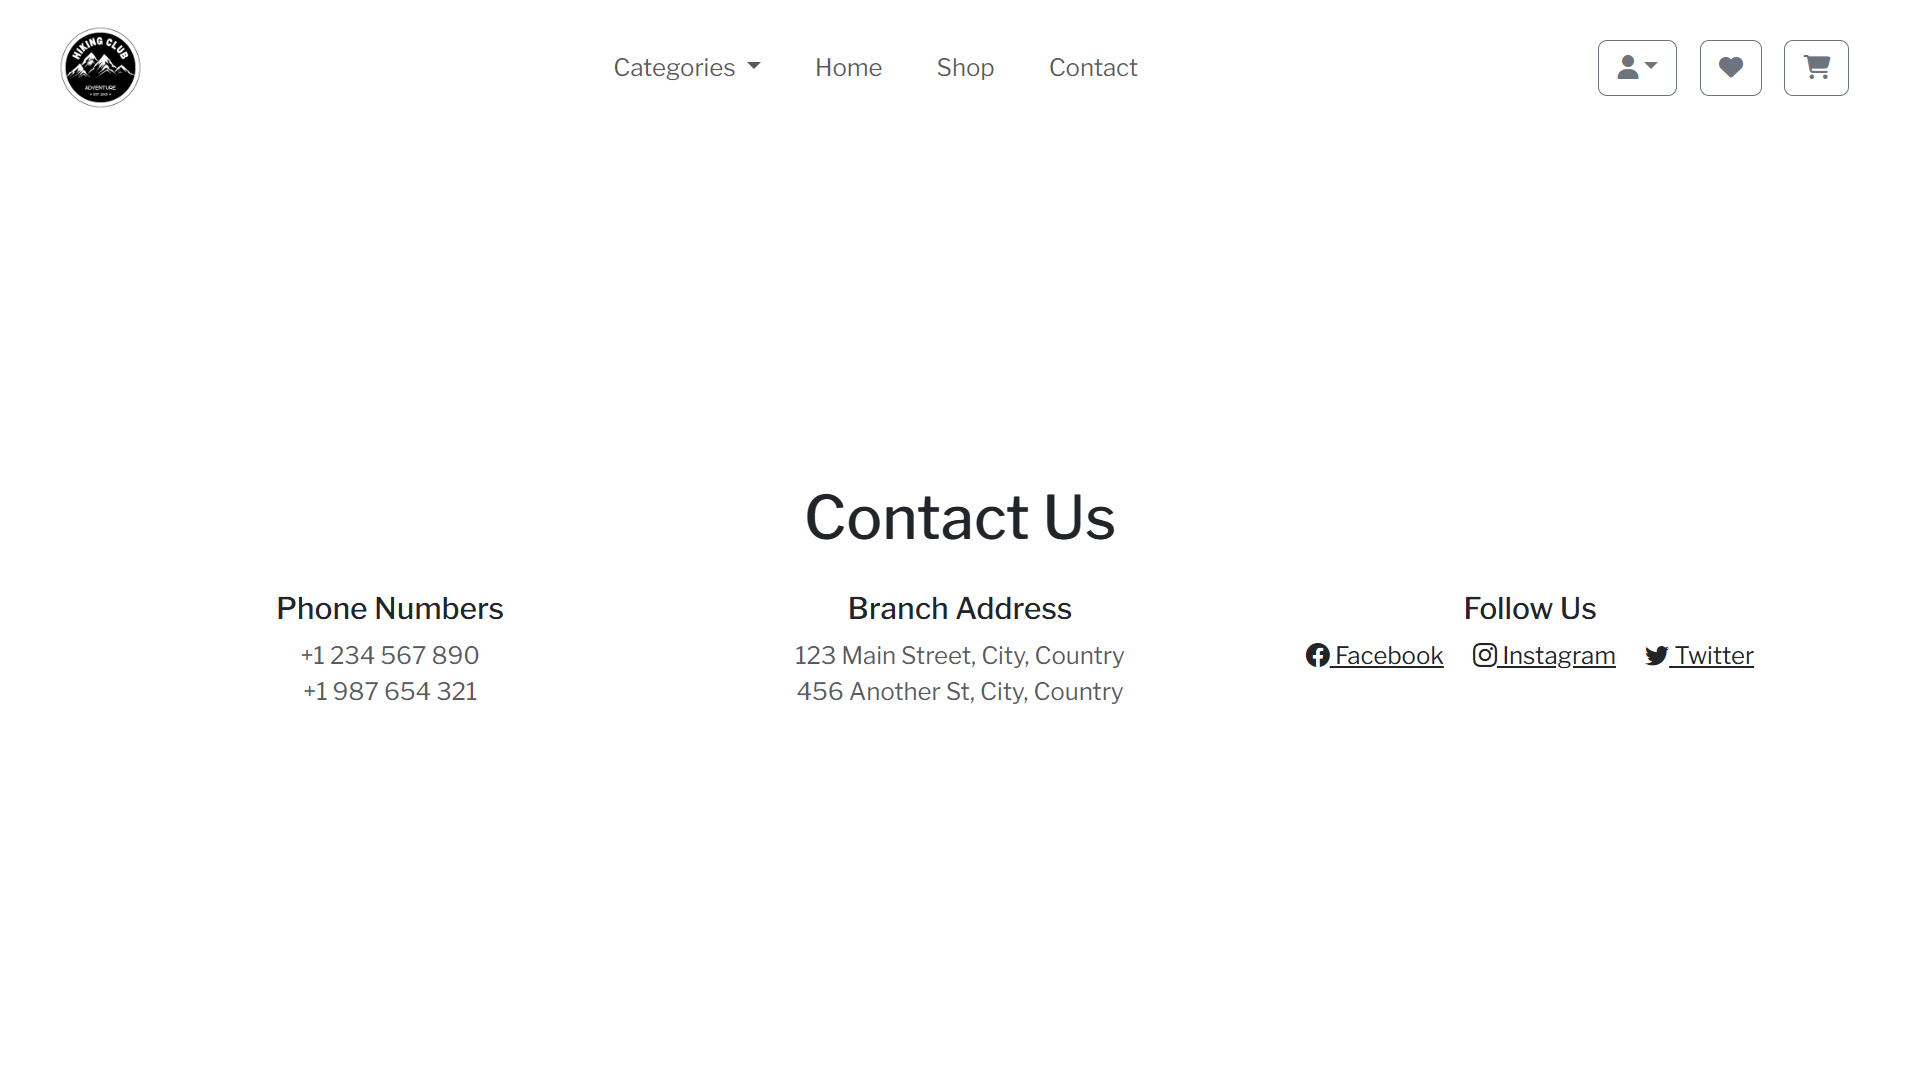 HIKING CLUB
ADVENTURE
Categories
Home
Shop
Contact
Contact Us
Phone Numbers
+1 234 567 890
+1 987 654 321
Branch Address
123 Main Street, City, Country
456 Another St, City, Country
Follow Us
Facebook Instagram Twitter